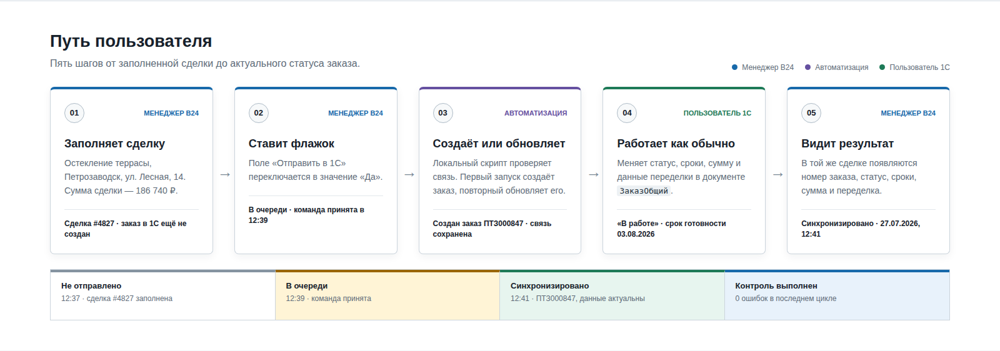 Путь пользователя
Пять шагов от заполненной сделки до актуального статуса заказа.
Менеджер B24
Автоматизация
Пользователь 1С
01
МЕНЕДЖЕР B24
Заполняет сделку
Остекление террасы,
Петрозаводск, ул. Лесная, 14.
Сумма сделки — 186 740 ₽.
Сделка #4827 · заказ в 1С ещё не
создан
→
02
МЕНЕДЖЕР B24
Ставит флажок
Поле «Отправить в 1С»
переключается в значение «Да».
В очереди · команда принята в
12:39
→
03
АВТОМАТИЗАЦИЯ
Создаёт или обновляет
Локальный скрипт проверяет
связь. Первый запуск создаёт
заказ, повторный обновляет его.
Создан заказ ПТЗ000847 · связь
сохранена
→
04
ПОЛЬЗОВАТЕЛЬ 1С
Работает как обычно
Меняет статус, сроки, сумму и
данные переделки в документе
ЗаказОбщий.
«В работе» · срок готовности
03.08.2026
→
05
МЕНЕДЖЕР B24
Видит результат
В той же сделке появляются
номер заказа, статус, сроки,
сумма и переделка.
Синхронизировано · 27.07.2026,
12:41
Не отправлено
12:37 · сделка #4827 заполнена
В очереди
12:39 · команда принята
Синхронизировано
12:41 · ПТЗ000847, данные актуальны
Контроль выполнен
0 ошибок в последнем цикле